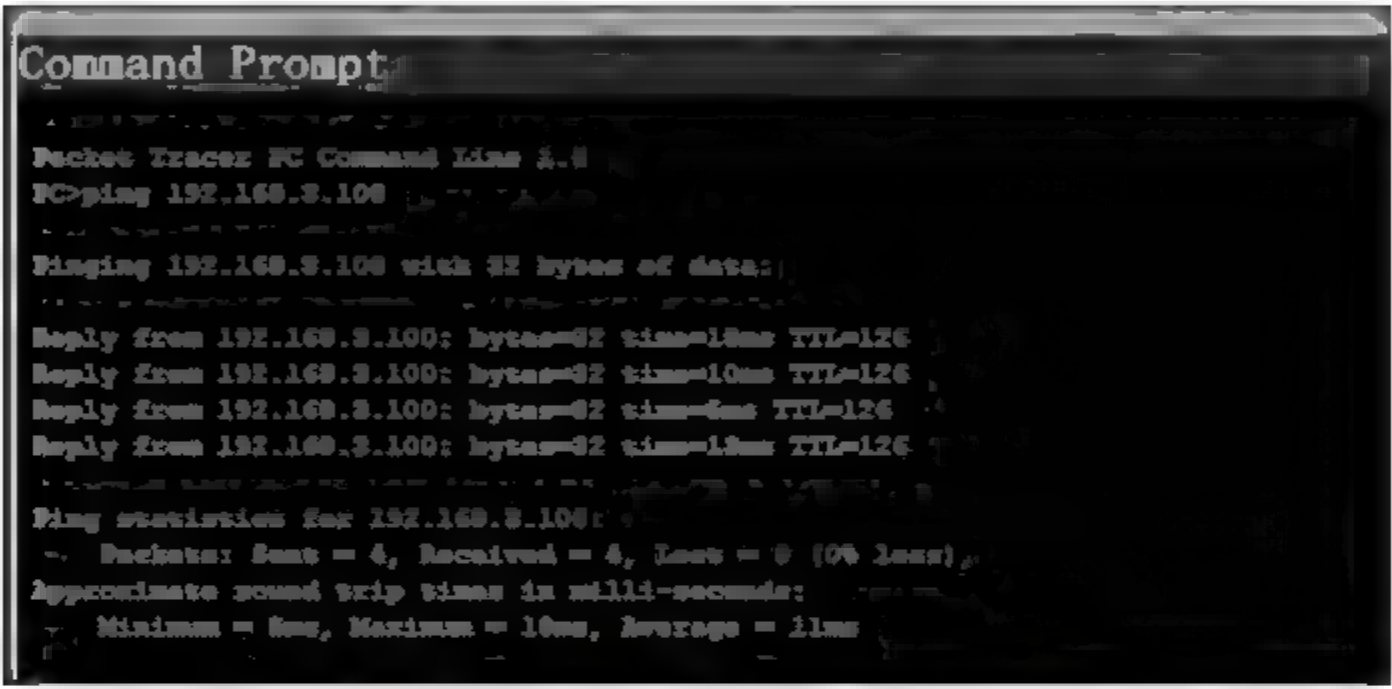 Command Prompt
Packet Tracer PC Command Line 1.0
PC>ping 192.168.3.100
Pinging 192.168.3.100 with 32 bytes of data:
Reply from 192.168.3.100: bytes=32 TTL=126
Reply from 192.168.3.100: bytes=32 time=10ms TTL=126
Reply from 192.168.3.100: bytes=32 TTL=126
Reply from 192.168.3.100: bytes=32 TTL=126
Ping statistics for 192.168.3.100:
Packets: Sent = 4, Received = 4, Lost = 0 (0% loss),
Approximate round trip times in milli-seconds:
Minimum = Maximum = Average = 11ms